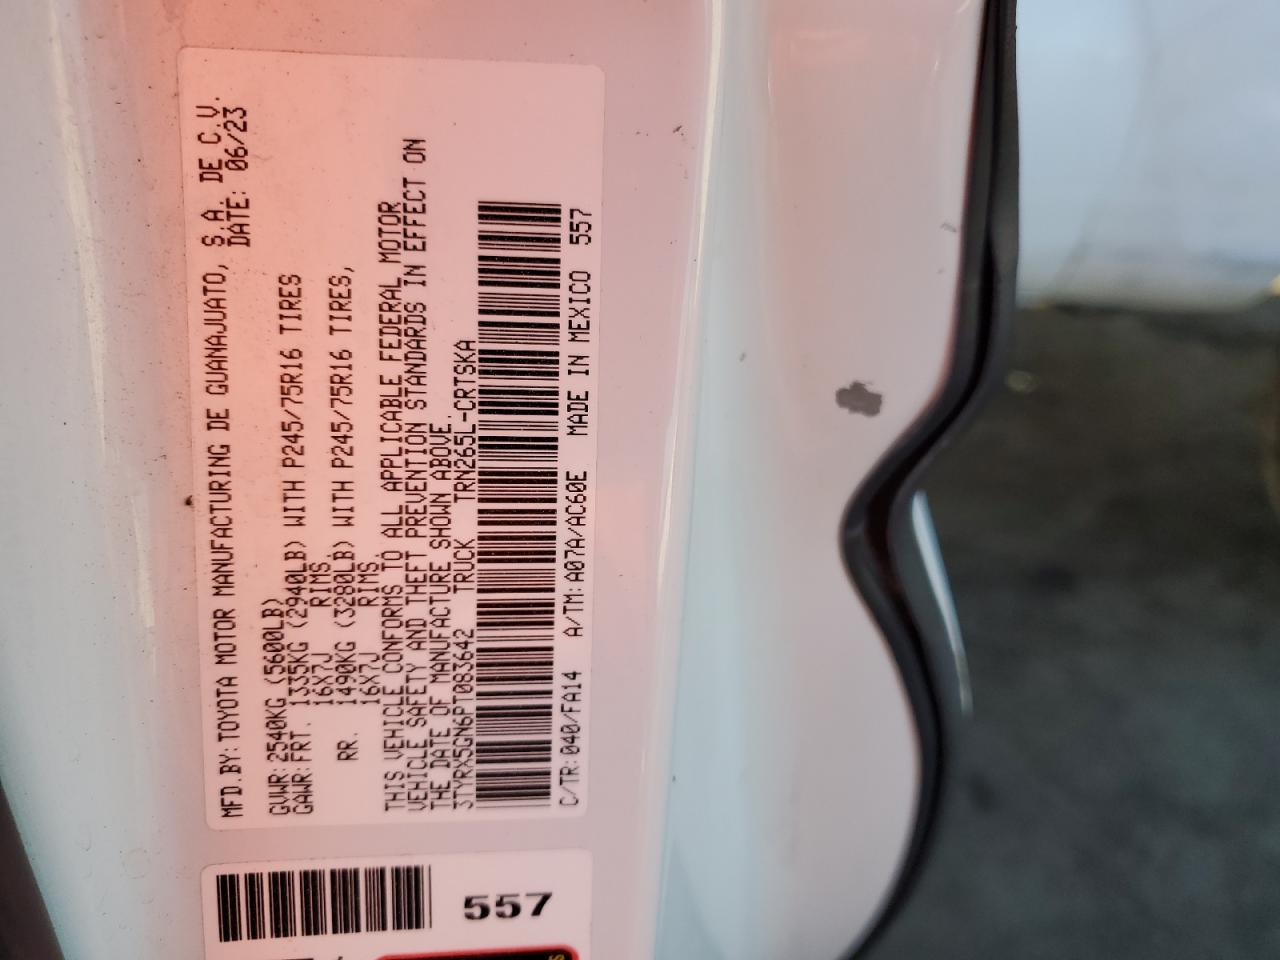 MFD.BY:TOYOTA MOTOR MANUFACTURING DE GUANAJUATO, S.A. DE C.V.
DATE: 06/23
GVWR:2540KG (5600LB)
GAWR:FRT. 1335KG (2940LB) WITH P245/75R16 TIRES
16X7J RIMS,
RR. 1490KG (3280LB) WITH P245/75R16 TIRES,
16X7J RIMS.
THIS VEHICLE CONFORMS TO ALL APPLICABLE FEDERAL MOTOR
VEHICLE SAFETY AND THEFT PREVENTION STANDARDS IN EFFECT ON
THE DATE OF MANUFACTURE SHOWN ABOVE.
3TYRX5GN6PT083642 TRUCK TRN265L-CRTSKA
C/TR:040/FA14 A/TM:A07A/AC60E MADE IN MEXICO 557
557